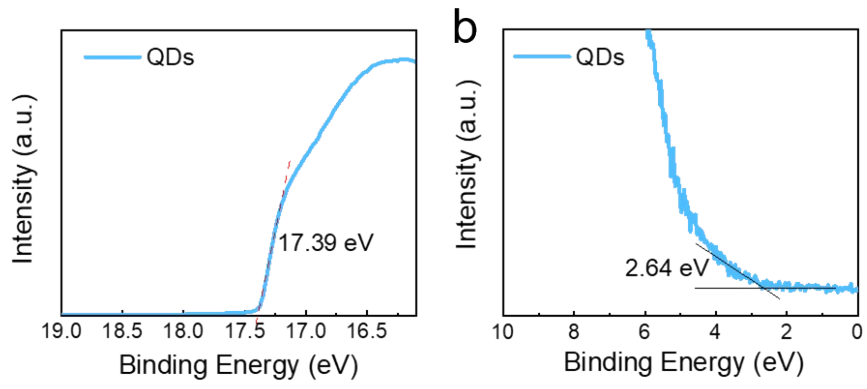 QDs
Intensity (a.u.)
17.39 eV
19.0 18.5 18.0 17.5 17.0 16.5
Binding Energy (eV)
b
QDs
Intensity (a.u.)
2.64 eV
10 8 6 4 2 0
Binding Energy (eV)